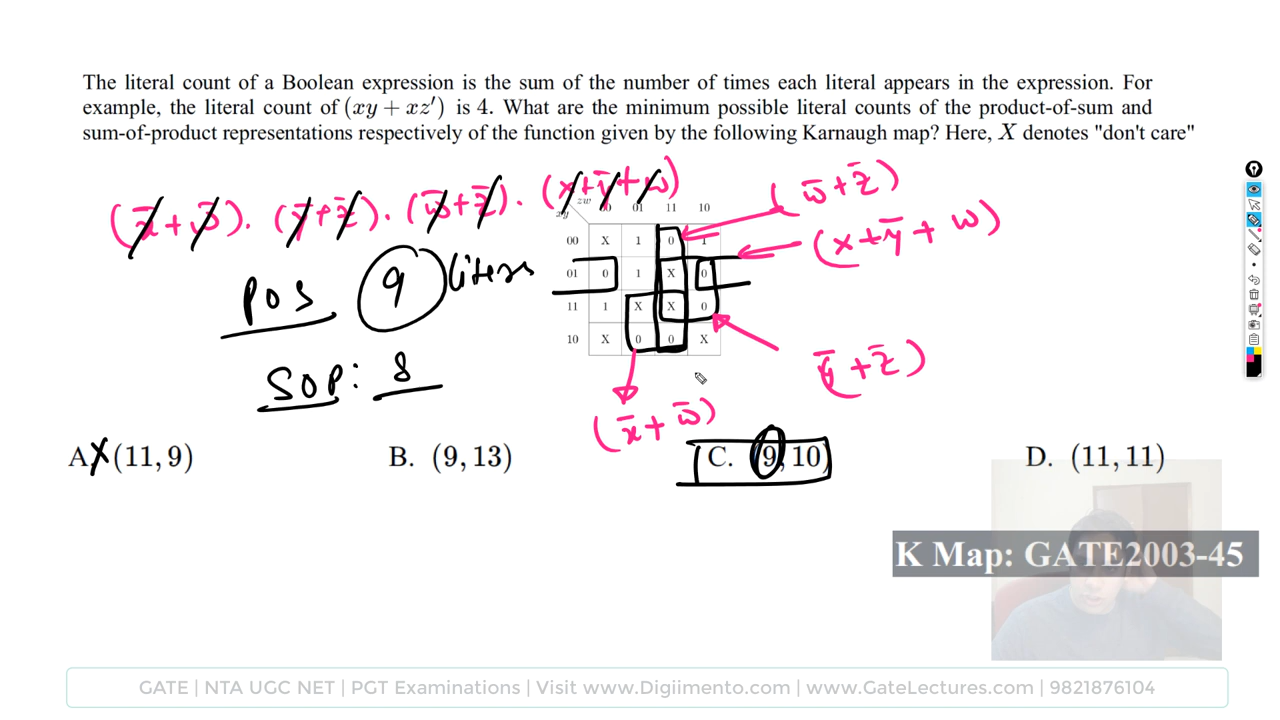 The literal count of a Boolean expression is the sum of the number of times each literal appears in the expression. For
example, the literal count of (xy + xz′) is 4. What are the minimum possible literal counts of the product-of-sum and
sum-of-product representations respectively of the function given by the following Karnaugh map? Here, X denotes "don't care"
(x̄ + w̄) . (ȳ + z̄) . (w̄ + z̄) . (x + ȳ + w)
(w̄ + z̄)
(x + ȳ + w)
zw 00 01 11 10
xy
00 X 1 0 1
01 0 1 X 0
11 1 X X 0
10 X 0 0 X
POS 9 liters
SOP: 8
(ȳ + z̄)
(x̄ + w̄)
A. (11, 9) B. (9, 13) C. (9, 10) D. (11, 11)
K Map: GATE2003-45
GATE | NTA UGC NET | PGT Examinations | Visit www.Digiimento.com | www.GateLectures.com | 9821876104